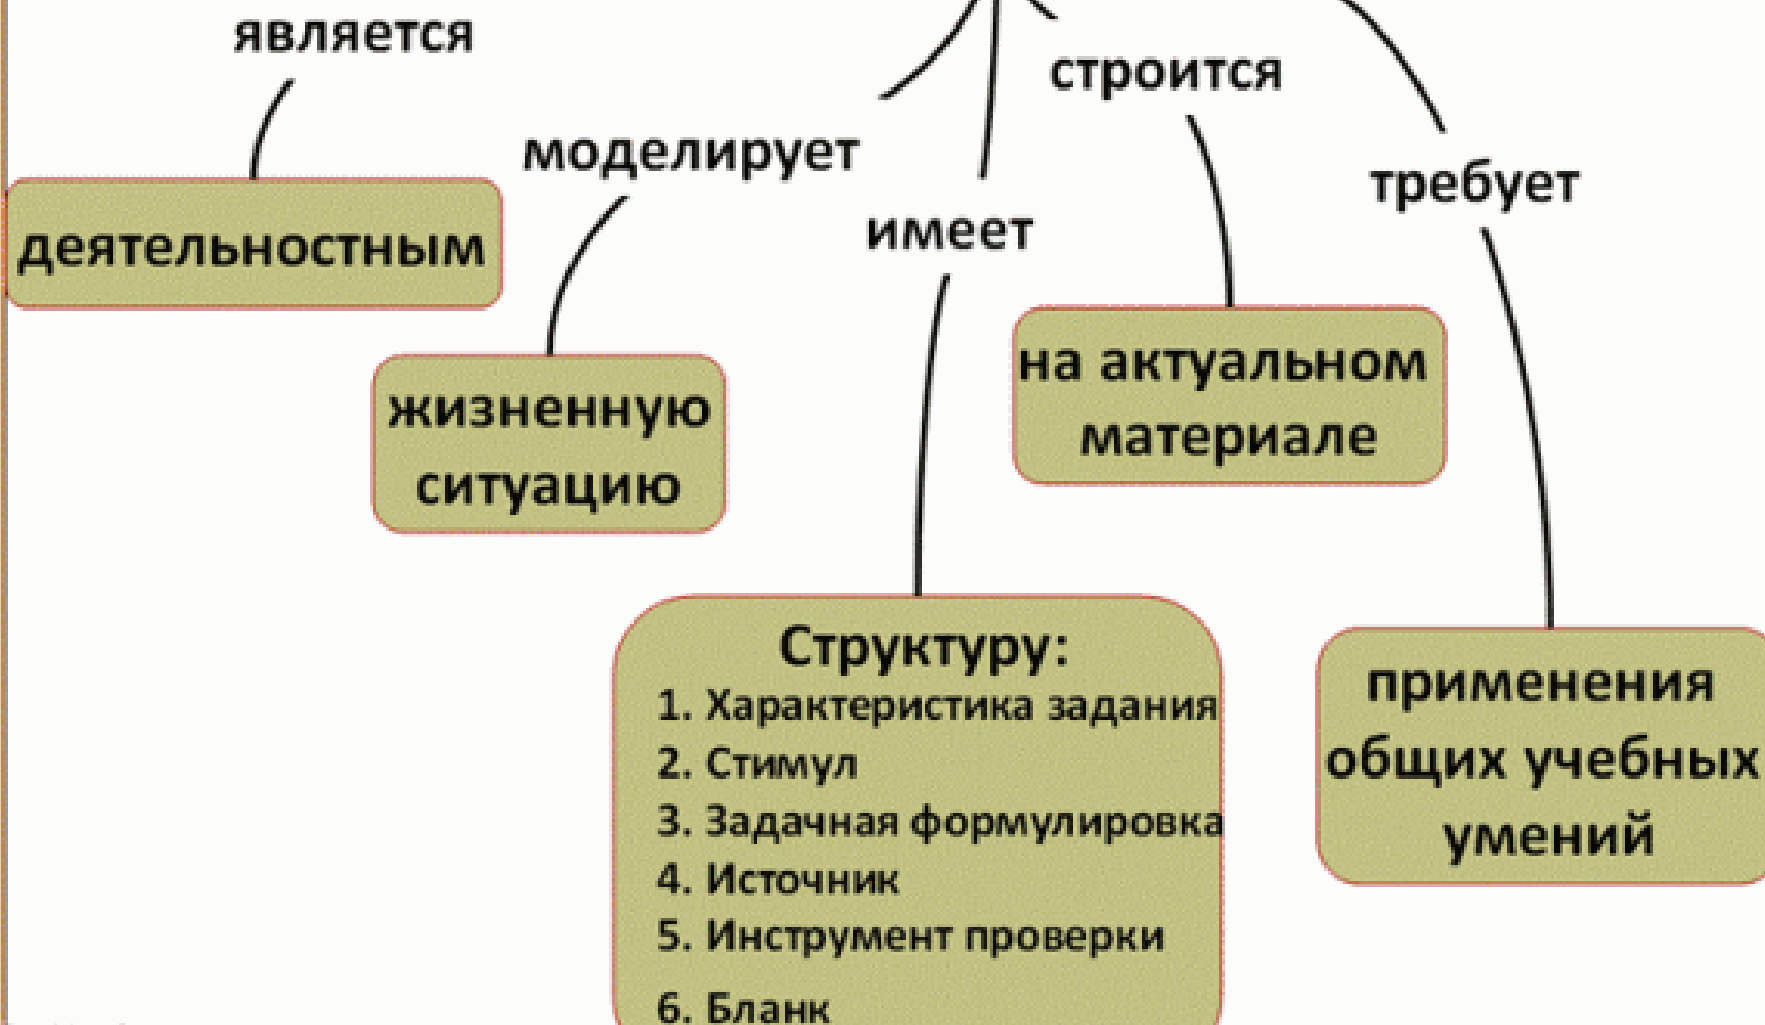 является
деятельностным
моделирует
жизненную
ситуацию
имеет
Структуру:
1. Характеристика задания
2. Стимул
3. Задачная формулировка
4. Источник
5. Инструмент проверки
6. Бланк
строится
на актуальном
материале
требует
применения
общих учебных
умений